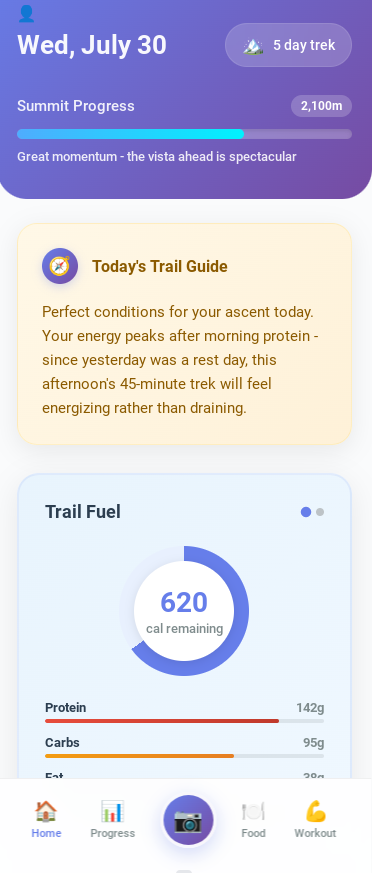 Wed, July 30
5 day trek
Summit Progress
2,100m
Great momentum - the vista ahead is spectacular
Today's Trail Guide
Perfect conditions for your ascent today.
Your energy peaks after morning protein -
since yesterday was a rest day, this
afternoon's 45-minute trek will feel
energizing rather than draining.
Trail Fuel
620
cal remaining
Protein
142g
Carbs
95g
Fat
38g
Home
Progress
Food
Workout